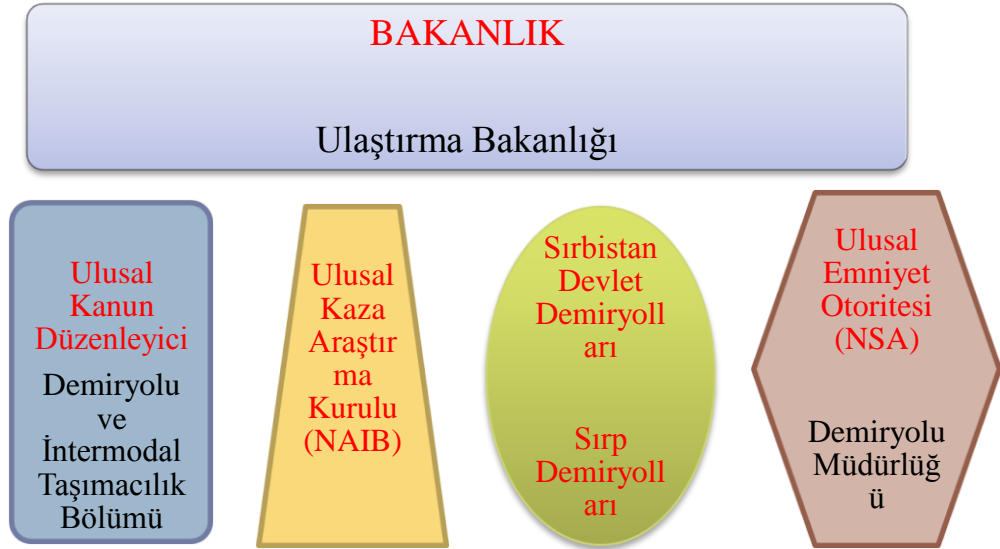 BAKANLIK
Ulaştırma Bakanlığı
Ulusal
Kanun
Düzenleyici
Demiryolu
ve
İntermodal
Taşımacılık
Bölümü
Ulusal
Kaza
Araştır
ma
Kurulu
(NAIB)
Sırbistan
Devlet
Demiryoll
arı
Sırp
Demiryoll
arı
Ulusal
Emniyet
Otoritesi
(NSA)
Demiryolu
Müdürlüğ
ü